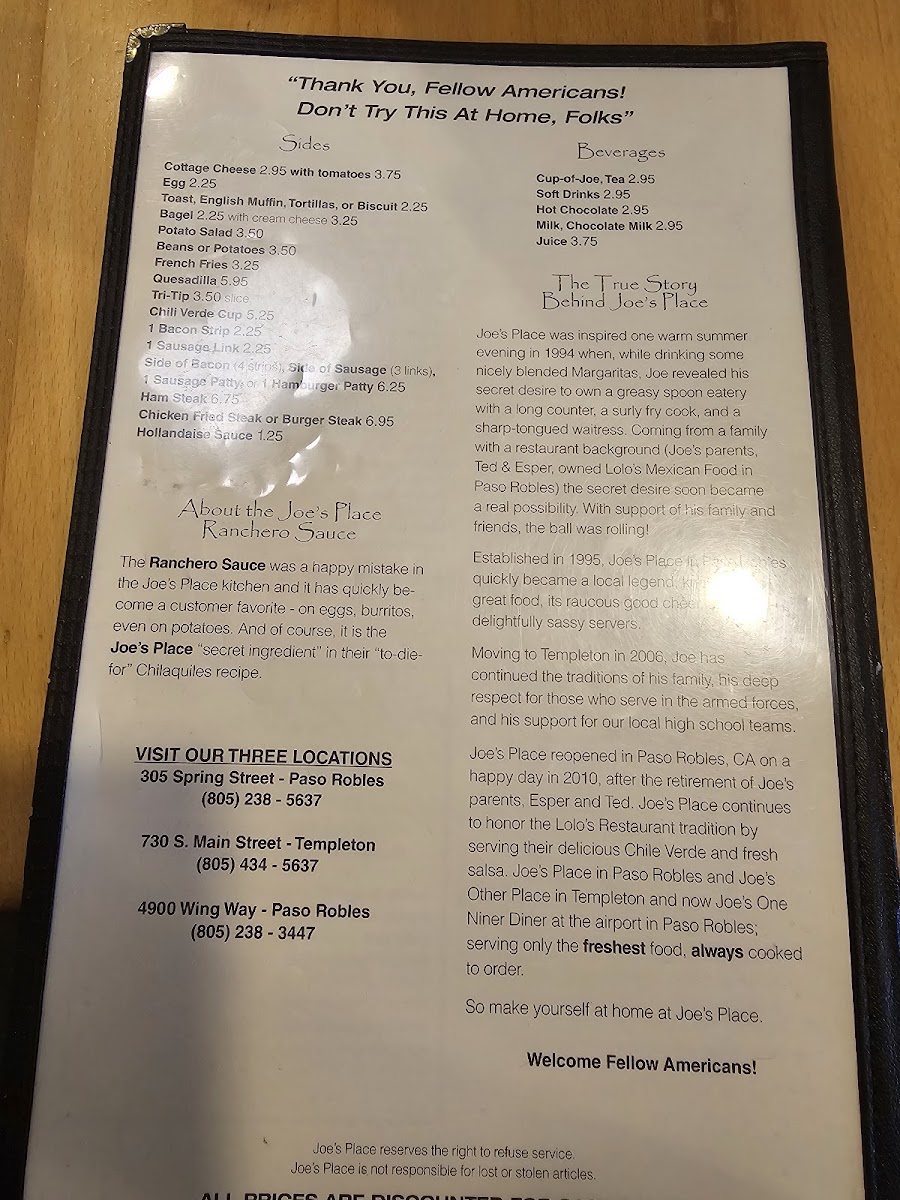 “Thank You, Fellow Americans!
Don’t Try This At Home, Folks”
Sides
Cottage Cheese 2.95 with tomatoes 3.75
Egg 2.25
Toast, English Muffin, Tortillas, or Biscuit 2.25
Bagel 2.25 with cream cheese 3.25
Potato Salad 3.50
Beans or Potatoes 3.50
French Fries 3.25
Quesadilla 5.95
Tri-Tip 3.50 slice
Chili Verde Cup 5.25
1 Bacon Strip 2.25
1 Sausage Link 2.25
Side of Bacon (4 strips), Side of Sausage (3 links),
1 Sausage Patty or 1 Hamburger Patty 6.25
Ham Steak 6.75
Chicken Fried Steak or Burger Steak 6.95
Hollandaise Sauce 1.25
About the Joe’s Place
Ranchero Sauce
The Ranchero Sauce was a happy mistake in
the Joe’s Place kitchen and it has quickly be-
come a customer favorite - on eggs, burritos,
even on potatoes. And of course, it is the
Joe’s Place “secret ingredient” in their “to-die-
for” Chilaquiles recipe.
VISIT OUR THREE LOCATIONS
305 Spring Street - Paso Robles
(805) 238 - 5637
730 S. Main Street - Templeton
(805) 434 - 5637
4900 Wing Way - Paso Robles
(805) 238 - 3447
Beverages
Cup-of-Joe, Tea 2.95
Soft Drinks 2.95
Hot Chocolate 2.95
Milk, Chocolate Milk 2.95
Juice 3.75
The True Story
Behind Joe’s Place
Joe’s Place was inspired one warm summer
evening in 1994 when, while drinking some
nicely blended Margaritas, Joe revealed his
secret desire to own a greasy spoon eatery
with a long counter, a surly fry cook, and a
sharp-tongued waitress. Coming from a family
with a restaurant background (Joe’s parents,
Ted & Esper, owned Lolo’s Mexican Food in
Paso Robles) the secret desire soon became
a real possibility. With support of his family and
friends, the ball was rolling!
Established in 1995, Joe’s Place in Paso Robles
quickly became a local legend,
great food, its raucous good cheer
delightfully sassy servers.
Moving to Templeton in 2006, Joe has
continued the traditions of his family, his deep
respect for those who serve in the armed forces,
and his support for our local high school teams.
Joe’s Place reopened in Paso Robles, CA on a
happy day in 2010, after the retirement of Joe’s
parents, Esper and Ted. Joe’s Place continues
to honor the Lolo’s Restaurant tradition by
serving their delicious Chile Verde and fresh
salsa. Joe’s Place in Paso Robles and Joe’s
Other Place in Templeton and now Joe’s One
Niner Diner at the airport in Paso Robles;
serving only the freshest food, always cooked
to order.
So make yourself at home at Joe’s Place.
Welcome Fellow Americans!
Joe’s Place reserves the right to refuse service.
Joe’s Place is not responsible for lost or stolen articles.
ALL PRICES ARE DISCOUNTED FOR